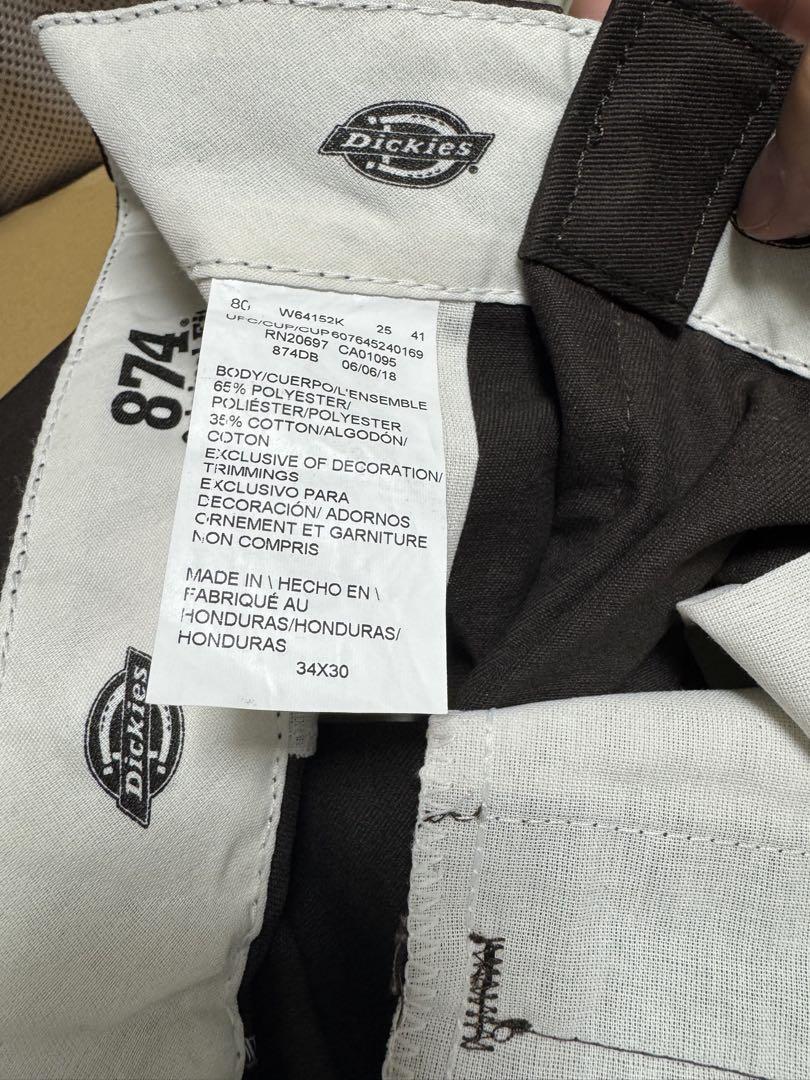 Dickies®
80 W64152K 25 41
UPC/CUP/CUP607645240169
RN20697 CA01095
874DB 06/06/18
BODY/CUERPO/L'ENSEMBLE
65% POLYESTER/
POLIÉSTER/POLYESTER
35% COTTON/ALGODÓN/
COTON
EXCLUSIVE OF DECORATION/
TRIMMINGS
EXCLUSIVO PARA
DECORACIÓN/ ADORNOS
ORNEMENT ET GARNITURE
NON COMPRIS
MADE IN \ HECHO EN \
FABRIQUÉ AU
HONDURAS/HONDURAS/
HONDURAS
34X30
874®
Dickies